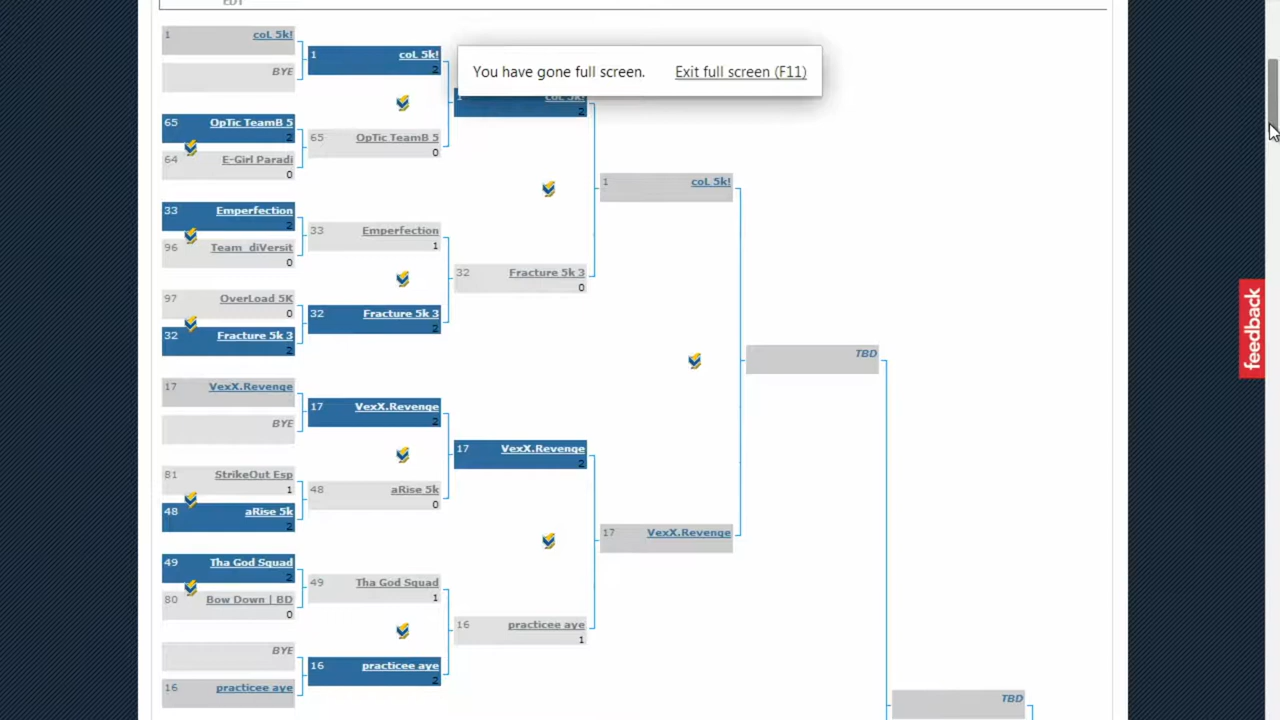 EDT
1 coL 5k!
BYE
65 OpTic TeamB 5
2
64 E-Girl Paradi
0
33 Emperfection
2
96 Team_diVersit
0
97 OverLoad 5K
0
32 Fracture 5k 3
2
17 VexX.Revenge
BYE
81 StrikeOut Esp
1
48 aRise 5k
2
49 Tha God Squad
2
80 Bow Down | BD
0
BYE
16 practicee aye
1 coL 5k!
2
65 OpTic TeamB 5
0
33 Emperfection
1
32 Fracture 5k 3
2
17 VexX.Revenge
2
48 aRise 5k
0
49 Tha God Squad
1
16 practicee aye
2
You have gone full screen. Exit full screen (F11)
1 coL 5k!
2
32 Fracture 5k 3
0
17 VexX.Revenge
2
16 practicee aye
1
1 coL 5k!
17 VexX.Revenge
TBD
TBD
feedback